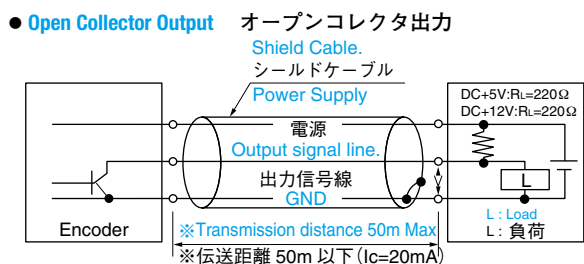 ● Open Collector Output オープンコレクタ出力
Shield Cable.
シールドケーブル
Power Supply
電源
Output signal line.
出力信号線
GND
Encoder
DC+5V:RL=220Ω
DC+12V:RL=220Ω
L
L : Load
L : 負荷
※Transmission distance 50m Max
※伝送距離 50m 以下(Ic=20mA)